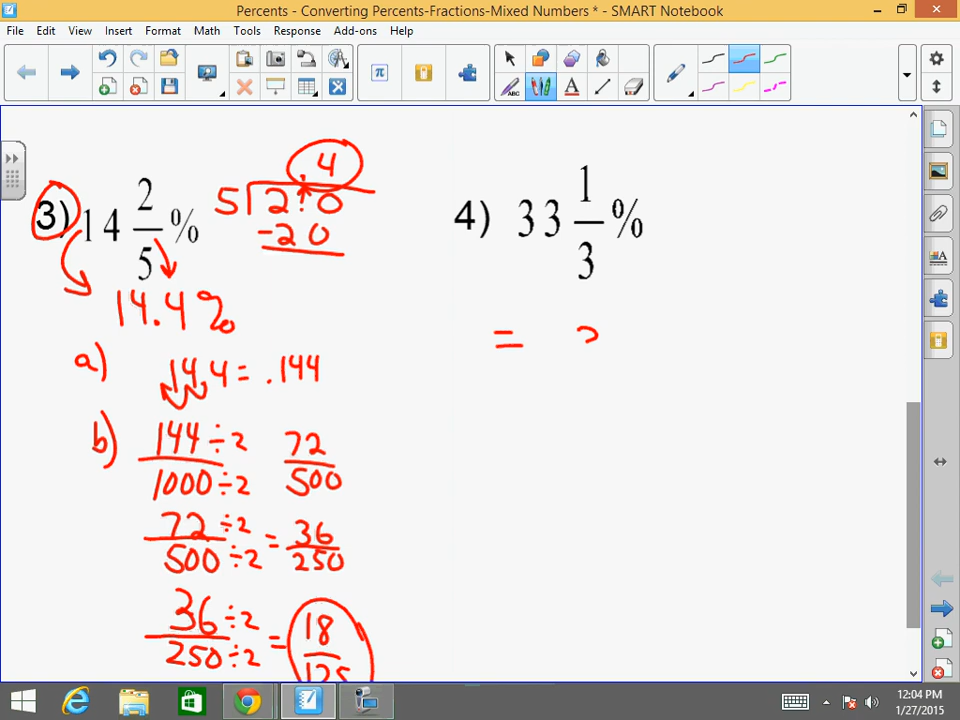 Percents - Converting Percents-Fractions-Mixed Numbers * - SMART Notebook
File Edit View Insert Format Math Tools Response Add-ons Help
3) 14 2/5 %
.4
5 2.0
-20
14.4%
a) 14.4 = .144
b) 144 ÷2 / 1000 ÷2 72/500
72 ÷2 / 500 ÷2 = 36/250
36 ÷2 / 250 ÷2 = 18/125
4) 33 1/3 %
=
12:04 PM
1/27/2015